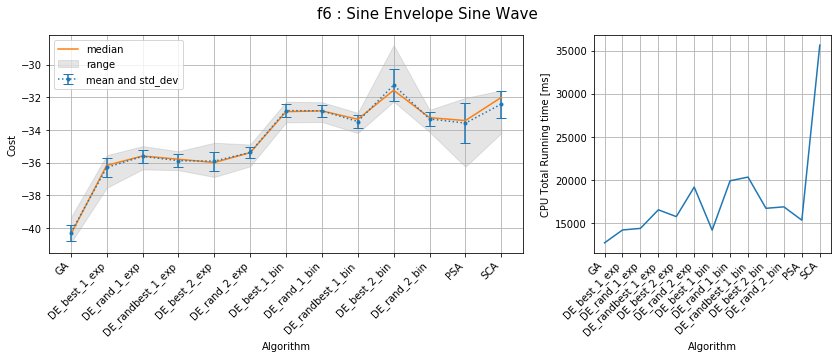 f6 : Sine Envelope Sine Wave
median
range
mean and std_dev
Cost
−30
−32
−34
−36
−38
−40
GA
DE_best_1_exp
DE_rand_1_exp
DE_randbest_1_exp
DE_best_2_exp
DE_rand_2_exp
DE_best_1_bin
DE_rand_1_bin
DE_randbest_1_bin
DE_best_2_bin
DE_rand_2_bin
PSA
SCA
Algorithm
CPU Total Running time [ms]
35000
30000
25000
20000
15000
GA
DE_best_1_exp
DE_rand_1_exp
DE_randbest_1_exp
DE_best_2_exp
DE_rand_2_exp
DE_best_1_bin
DE_rand_1_bin
DE_randbest_1_bin
DE_best_2_bin
DE_rand_2_bin
PSA
SCA
Algorithm